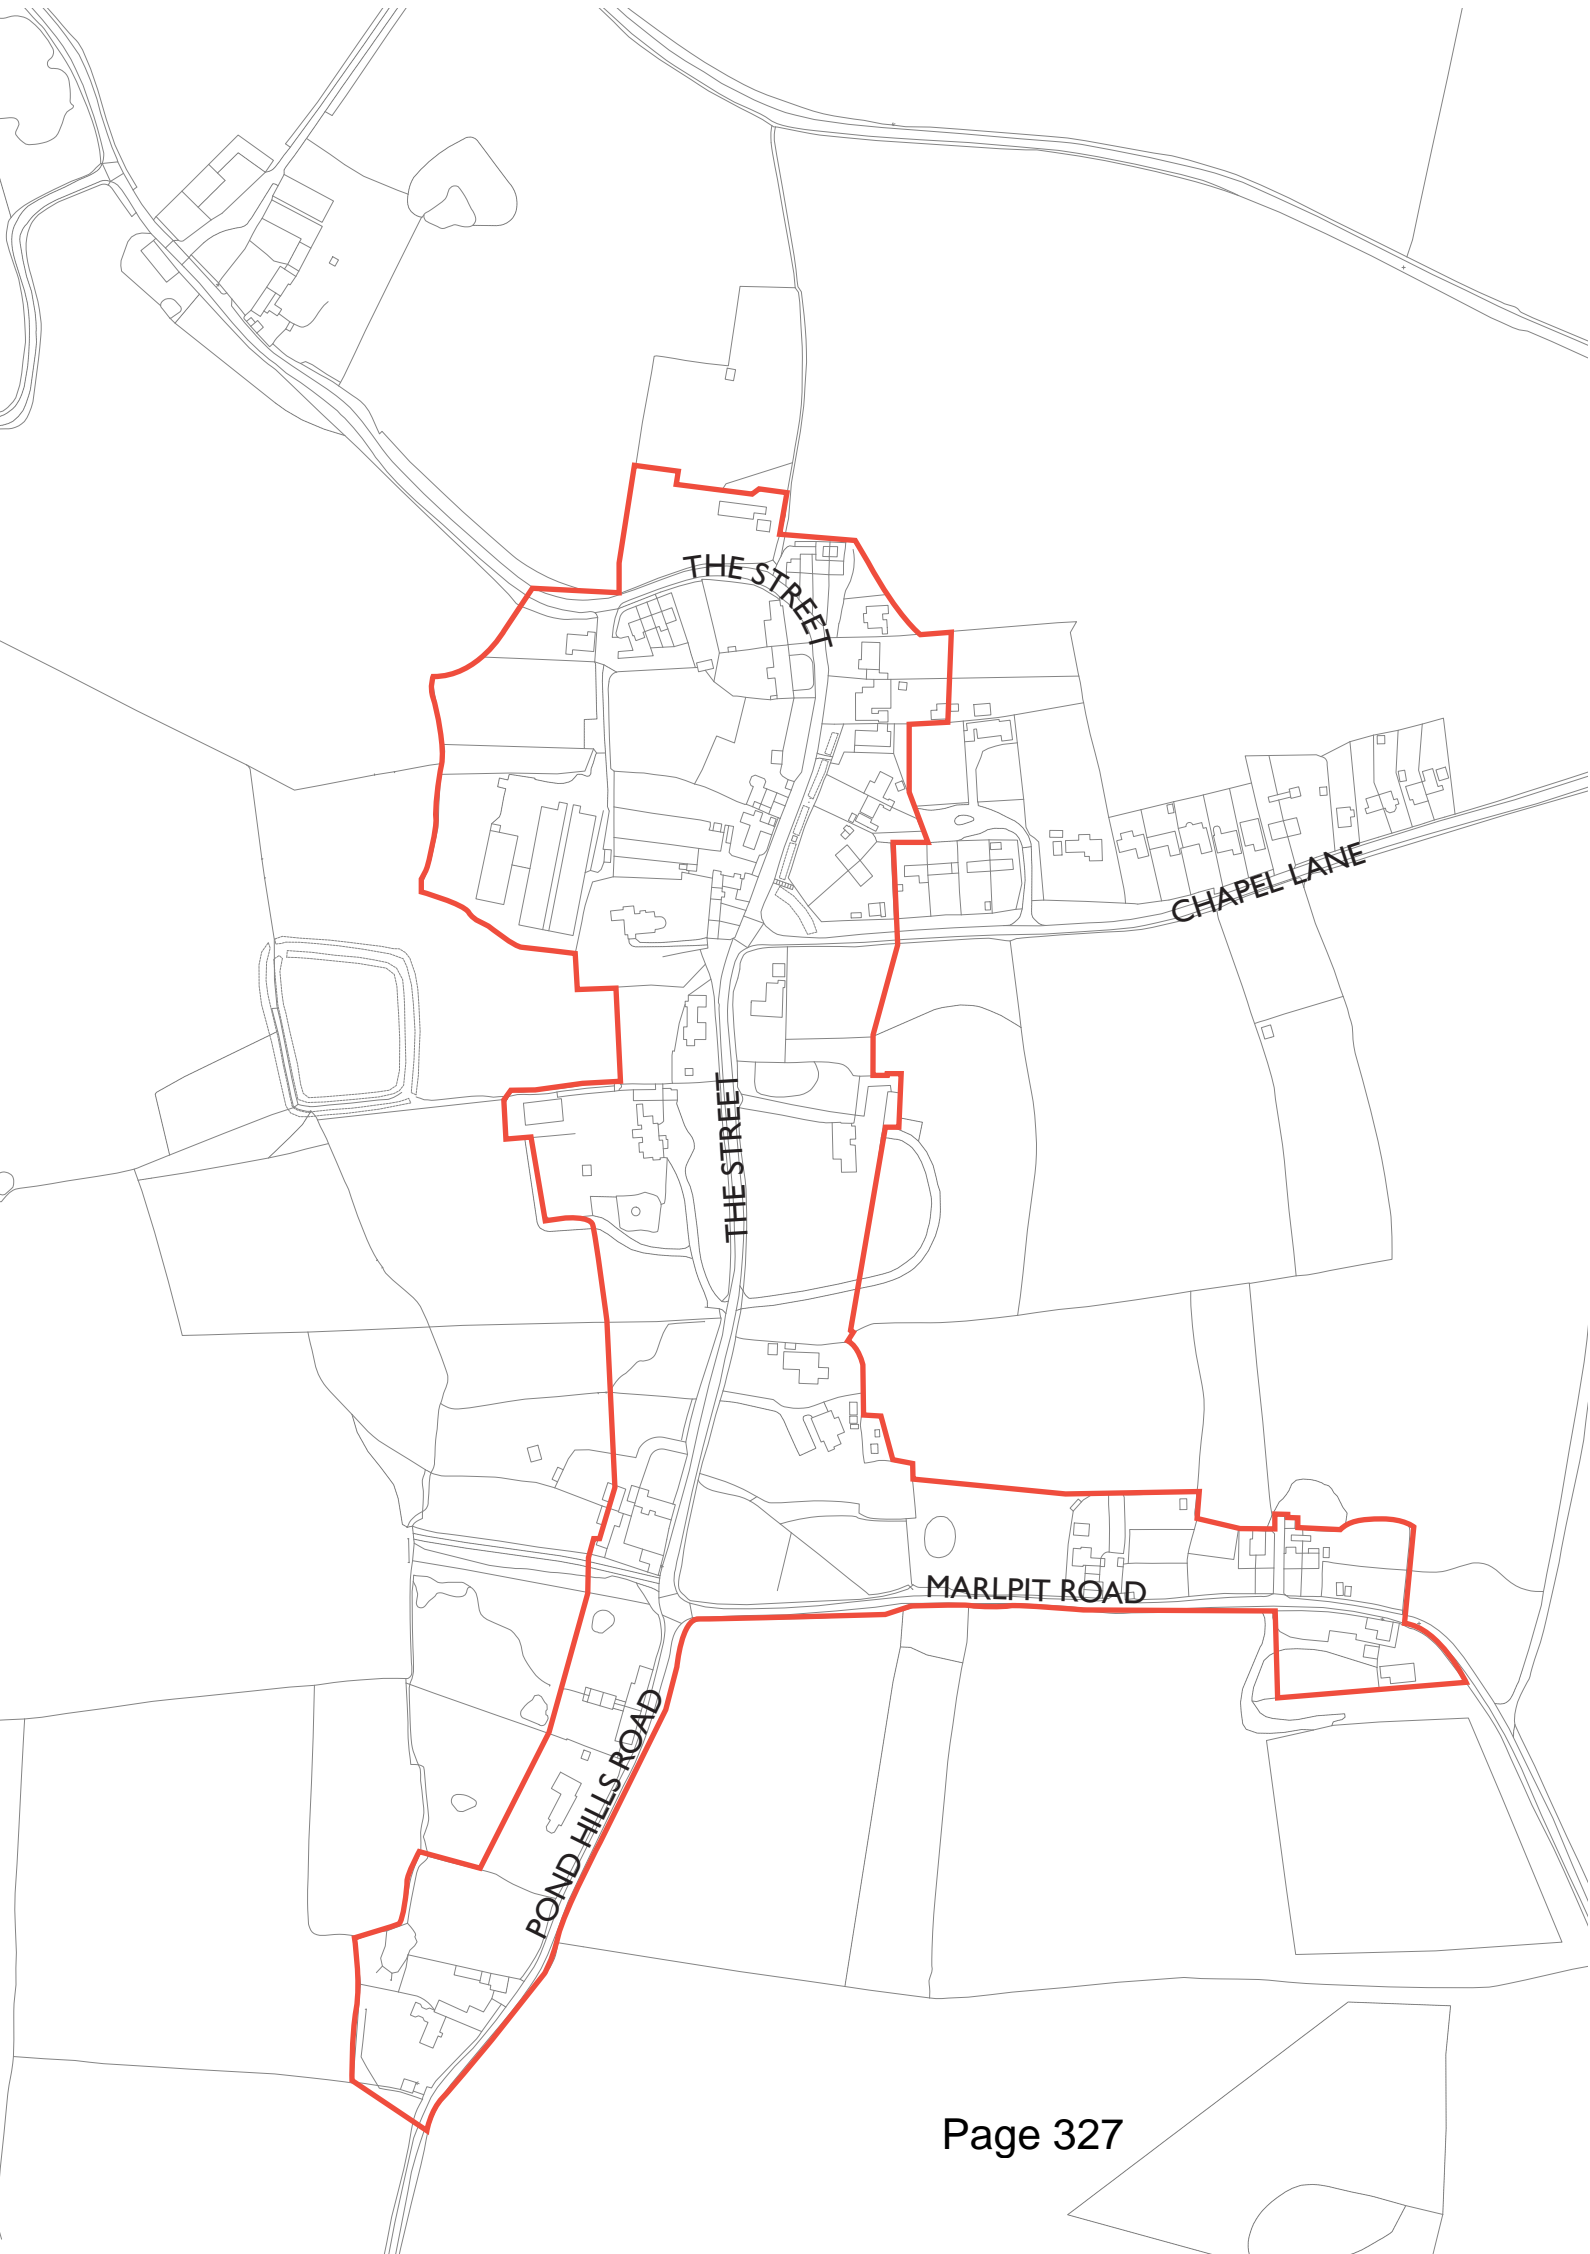 THE STREET
CHAPEL LANE
THE STREET
MARLPIT ROAD
POND HILLS ROAD
Page 327